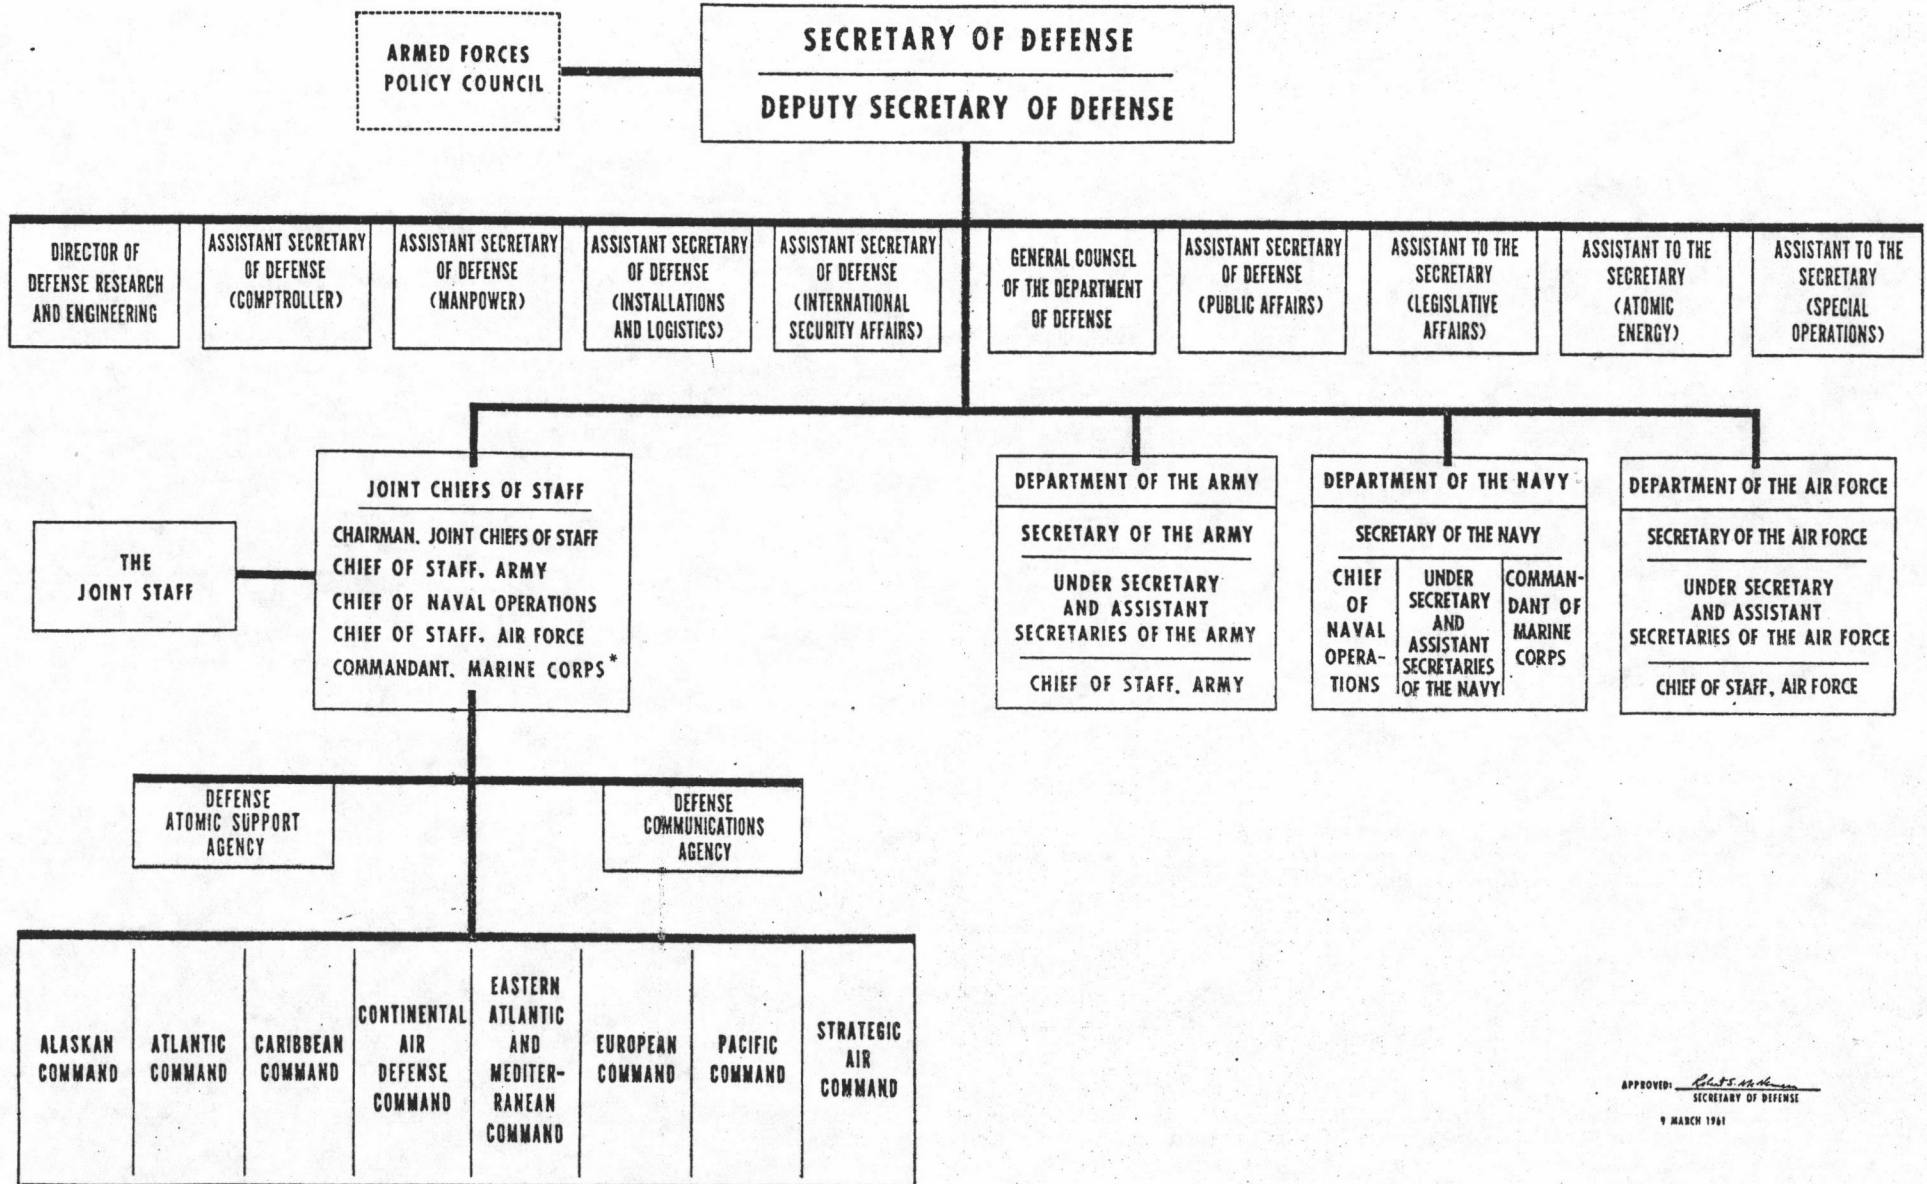 ARMED FORCES
POLICY COUNCIL
SECRETARY OF DEFENSE
DEPUTY SECRETARY OF DEFENSE
DIRECTOR OF
DEFENSE RESEARCH
AND ENGINEERING
ASSISTANT SECRETARY
OF DEFENSE
(COMPTROLLER)
ASSISTANT SECRETARY
OF DEFENSE
(MANPOWER)
ASSISTANT SECRETARY
OF DEFENSE
(INSTALLATIONS
AND LOGISTICS)
ASSISTANT SECRETARY
OF DEFENSE
(INTERNATIONAL
SECURITY AFFAIRS)
GENERAL COUNSEL
OF THE DEPARTMENT
OF DEFENSE
ASSISTANT SECRETARY
OF DEFENSE
(PUBLIC AFFAIRS)
ASSISTANT TO THE
SECRETARY
(LEGISLATIVE
AFFAIRS)
ASSISTANT TO THE
SECRETARY
(ATOMIC
ENERGY)
ASSISTANT TO THE
SECRETARY
(SPECIAL
OPERATIONS)
THE
JOINT STAFF
JOINT CHIEFS OF STAFF
CHAIRMAN, JOINT CHIEFS OF STAFF
CHIEF OF STAFF, ARMY
CHIEF OF NAVAL OPERATIONS
CHIEF OF STAFF, AIR FORCE
COMMANDANT, MARINE CORPS*
DEPARTMENT OF THE ARMY
SECRETARY OF THE ARMY
UNDER SECRETARY
AND ASSISTANT
SECRETARIES OF THE ARMY
CHIEF OF STAFF, ARMY
DEPARTMENT OF THE NAVY
SECRETARY OF THE NAVY
CHIEF
OF
NAVAL
OPERA-
TIONS
UNDER
SECRETARY
AND
ASSISTANT
SECRETARIES
OF THE NAVY
COMMAN-
DANT OF
MARINE
CORPS
DEPARTMENT OF THE AIR FORCE
SECRETARY OF THE AIR FORCE
UNDER SECRETARY
AND ASSISTANT
SECRETARIES OF THE AIR FORCE
CHIEF OF STAFF, AIR FORCE
DEFENSE
ATOMIC SUPPORT
AGENCY
DEFENSE
COMMUNICATIONS
AGENCY
ALASKAN
COMMAND
ATLANTIC
COMMAND
CARIBBEAN
COMMAND
CONTINENTAL
AIR
DEFENSE
COMMAND
EASTERN
ATLANTIC
AND
MEDITER-
RANEAN
COMMAND
EUROPEAN
COMMAND
PACIFIC
COMMAND
STRATEGIC
AIR
COMMAND
APPROVED: Robert S. McNamara
SECRETARY OF DEFENSE
9 MARCH 1961